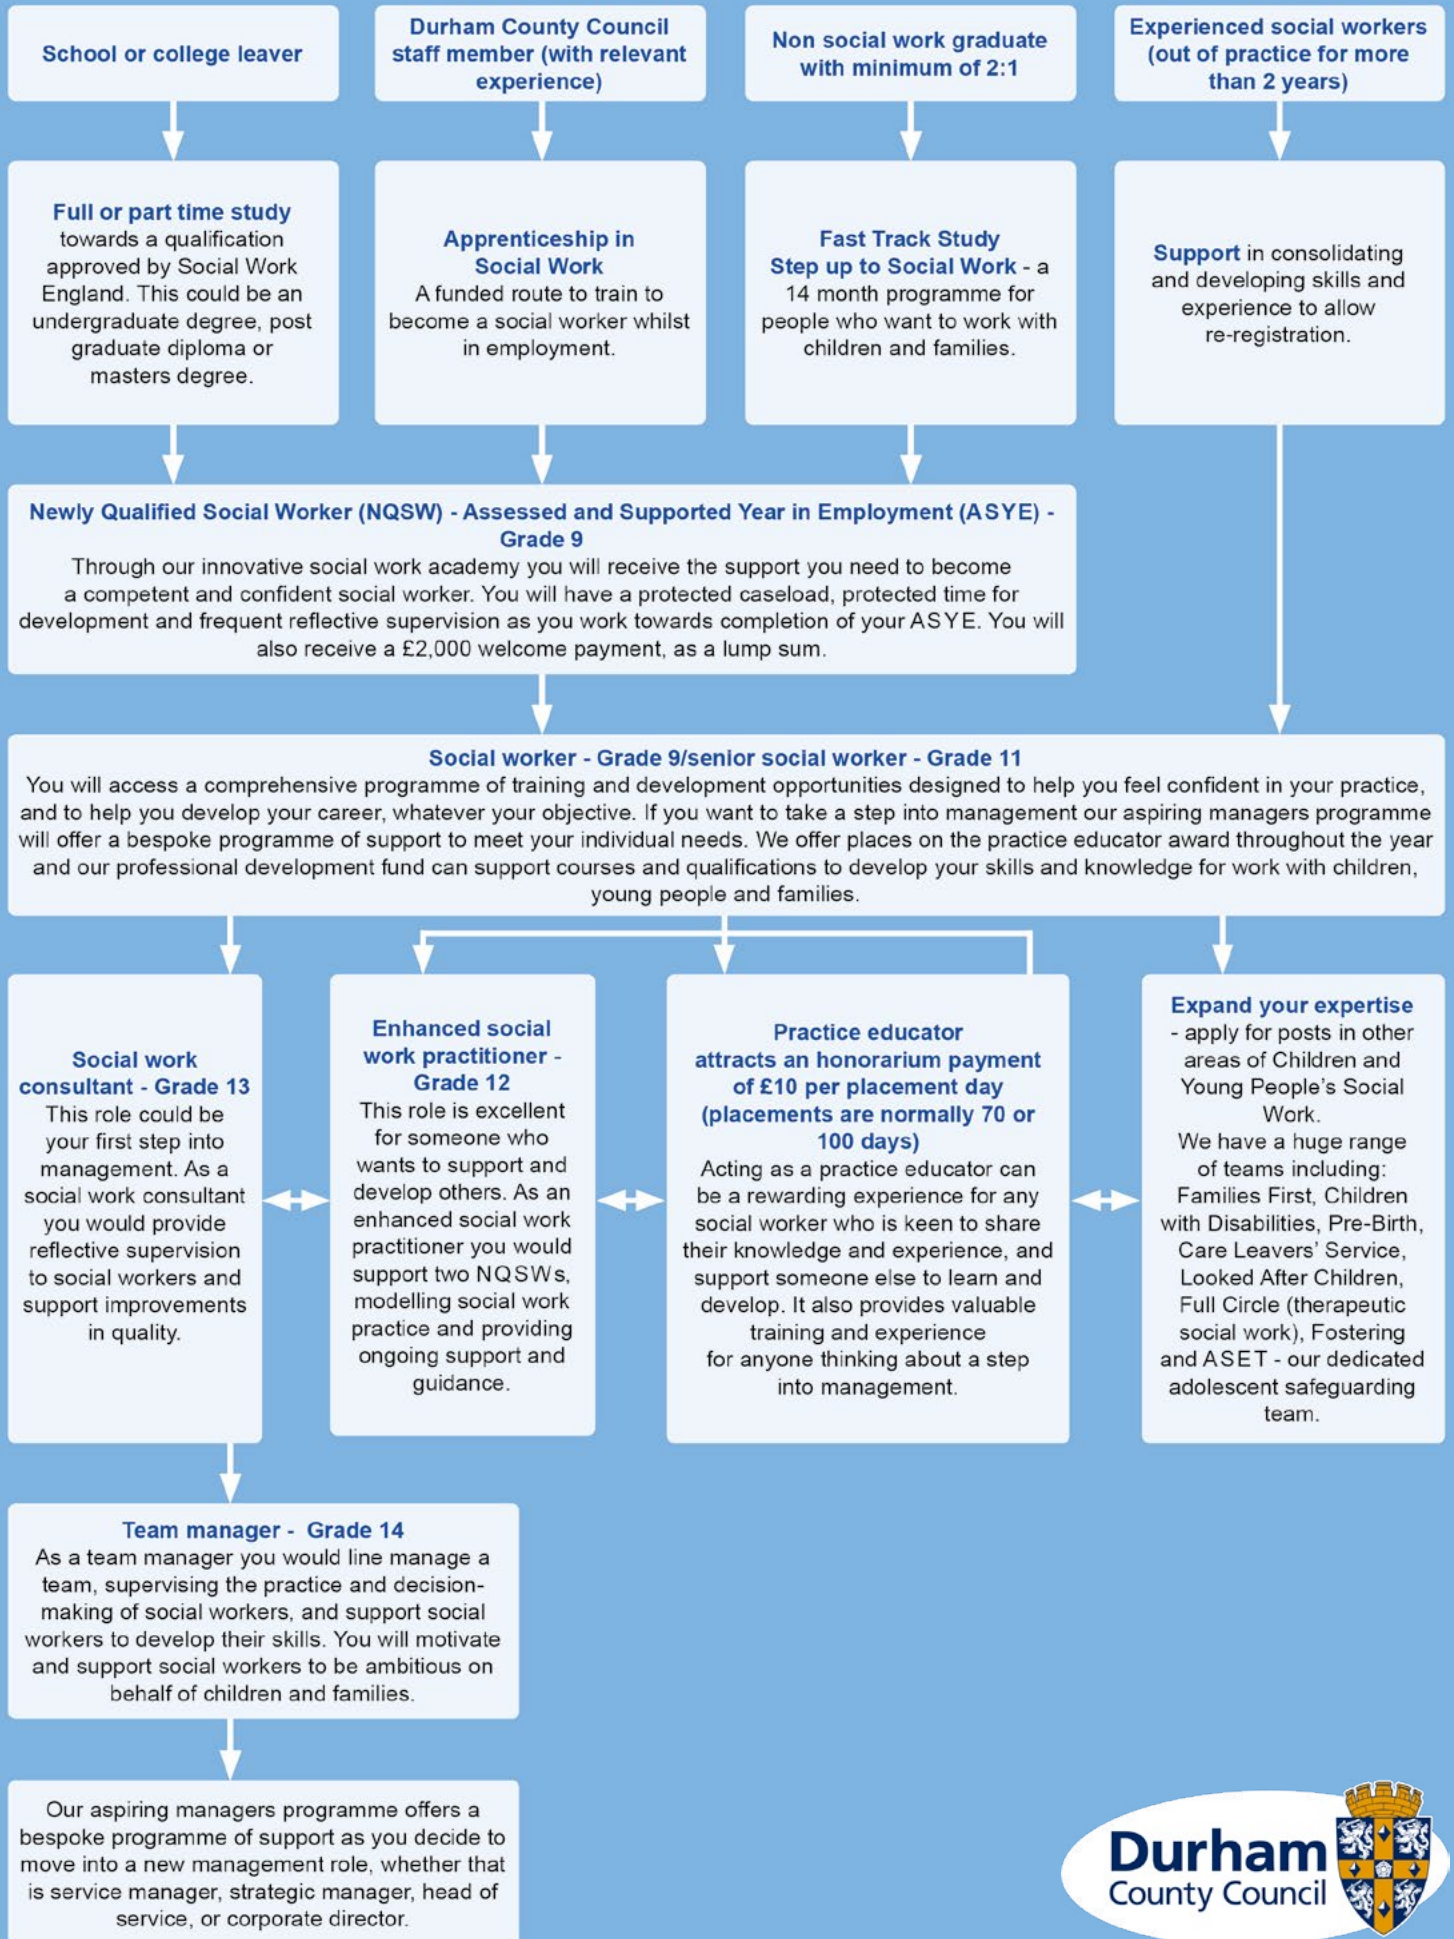 School or college leaver
Durham County Council
staff member (with relevant
experience)
Non social work graduate
with minimum of 2:1
Experienced social workers
(out of practice for more
than 2 years)
Full or part time study
towards a qualification
approved by Social Work
England. This could be an
undergraduate degree, post
graduate diploma or
masters degree.
Apprenticeship in
Social Work
A funded route to train to
become a social worker whilst
in employment.
Fast Track Study
Step up to Social Work - a
14 month programme for
people who want to work with
children and families.
Support in consolidating
and developing skills and
experience to allow
re-registration.
Newly Qualified Social Worker (NQSW) - Assessed and Supported Year in Employment (ASYE) -
Grade 9
Through our innovative social work academy you will receive the support you need to become
a competent and confident social worker. You will have a protected caseload, protected time for
development and frequent reflective supervision as you work towards completion of your ASYE. You will
also receive a £2,000 welcome payment, as a lump sum.
Social worker - Grade 9/senior social worker - Grade 11
You will access a comprehensive programme of training and development opportunities designed to help you feel confident in your practice,
and to help you develop your career, whatever your objective. If you want to take a step into management our aspiring managers programme
will offer a bespoke programme of support to meet your individual needs. We offer places on the practice educator award throughout the year
and our professional development fund can support courses and qualifications to develop your skills and knowledge for work with children,
young people and families.
Social work
consultant - Grade 13
This role could be
your first step into
management. As a
social work consultant
you would provide
reflective supervision
to social workers and
support improvements
in quality.
Enhanced social
work practitioner -
Grade 12
This role is excellent
for someone who
wants to support and
develop others. As an
enhanced social work
practitioner you would
support two NQSWs,
modelling social work
practice and providing
ongoing support and
guidance.
Practice educator
attracts an honorarium payment
of £10 per placement day
(placements are normally 70 or
100 days)
Acting as a practice educator can
be a rewarding experience for any
social worker who is keen to share
their knowledge and experience, and
support someone else to learn and
develop. It also provides valuable
training and experience
for anyone thinking about a step
into management.
Expand your expertise
- apply for posts in other
areas of Children and
Young People's Social
Work.
We have a huge range
of teams including:
Families First, Children
with Disabilities, Pre-Birth,
Care Leavers' Service,
Looked After Children,
Full Circle (therapeutic
social work), Fostering
and ASET - our dedicated
adolescent safeguarding
team.
Team manager - Grade 14
As a team manager you would line manage a
team, supervising the practice and decision-
making of social workers, and support social
workers to develop their skills. You will motivate
and support social workers to be ambitious on
behalf of children and families.
Our aspiring managers programme offers a
bespoke programme of support as you decide to
move into a new management role, whether that
is service manager, strategic manager, head of
service, or corporate director.
Durham
County Council